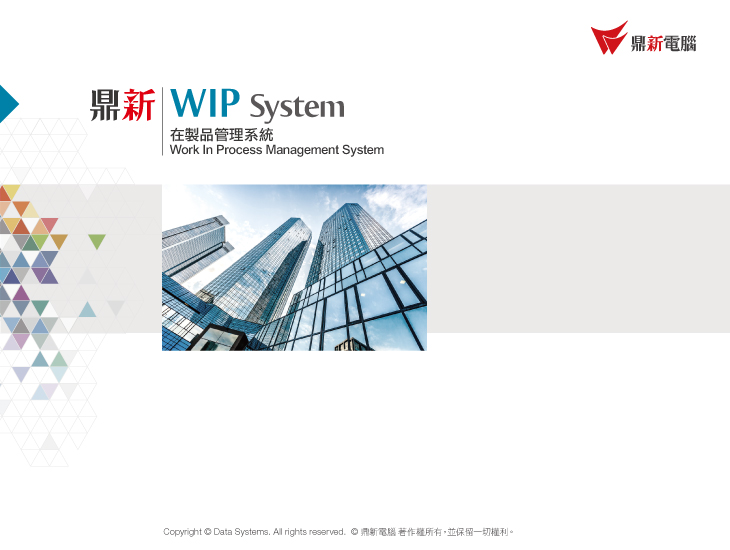 鼎新電腦
鼎新 WIP System
在製品管理系統
Work In Process Management System
Copyright © Data Systems. All rights reserved. © 鼎新電腦 著作權所有，並保留一切權利。